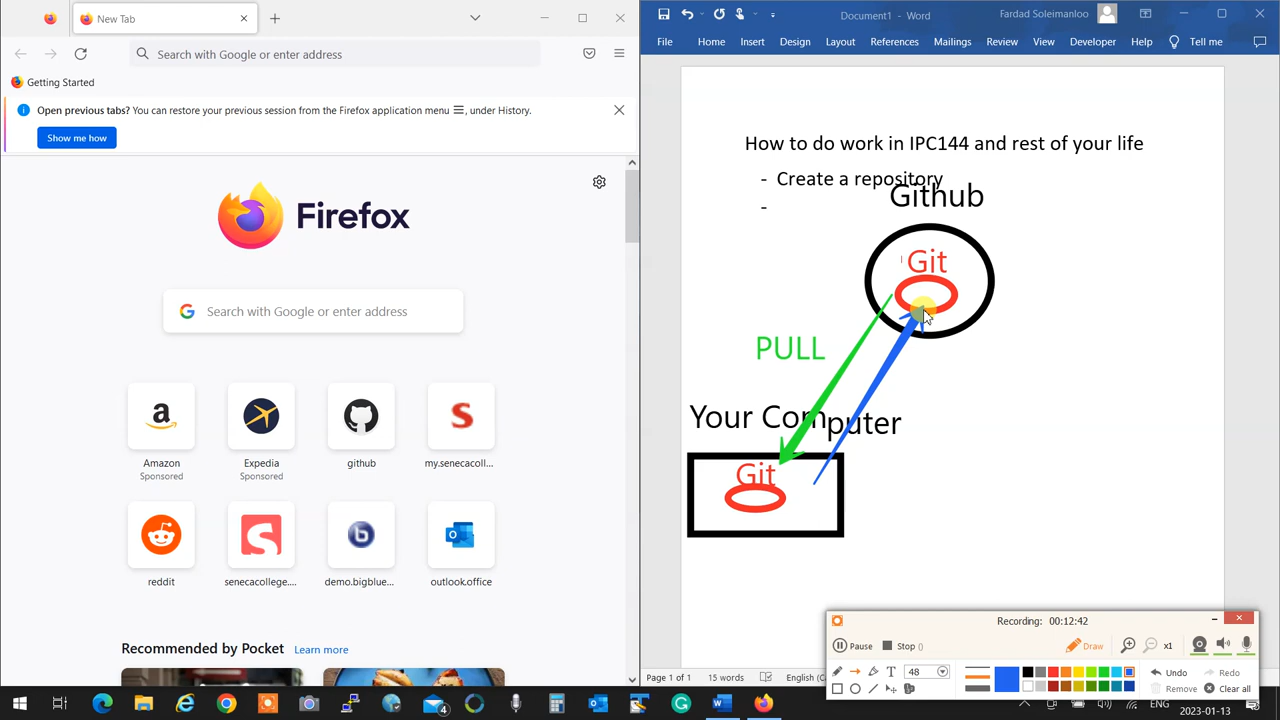 New Tab
Search with Google or enter address
Getting Started
Open previous tabs? You can restore your previous session from the Firefox application menu ☰, under History.
Show me how
Firefox
Search with Google or enter address
Amazon
Sponsored
Expedia
Sponsored
github
my.senecacoll...
reddit
senecacollege....
demo.bigblue...
outlook.office
Recommended by Pocket Learn more
Document1 - Word
Fardad Soleimanloo
File Home Insert Design Layout References Mailings Review View Developer Help Tell me
How to do work in IPC144 and rest of your life
- Create a repository
-
Github
Git
PULL
Your Computer
Git
Recording: 00:12:42
Pause Stop () Draw x1
T 48 Undo Redo
Remove Clear all
Page 1 of 1 15 words English (C
ENG
2023-01-13